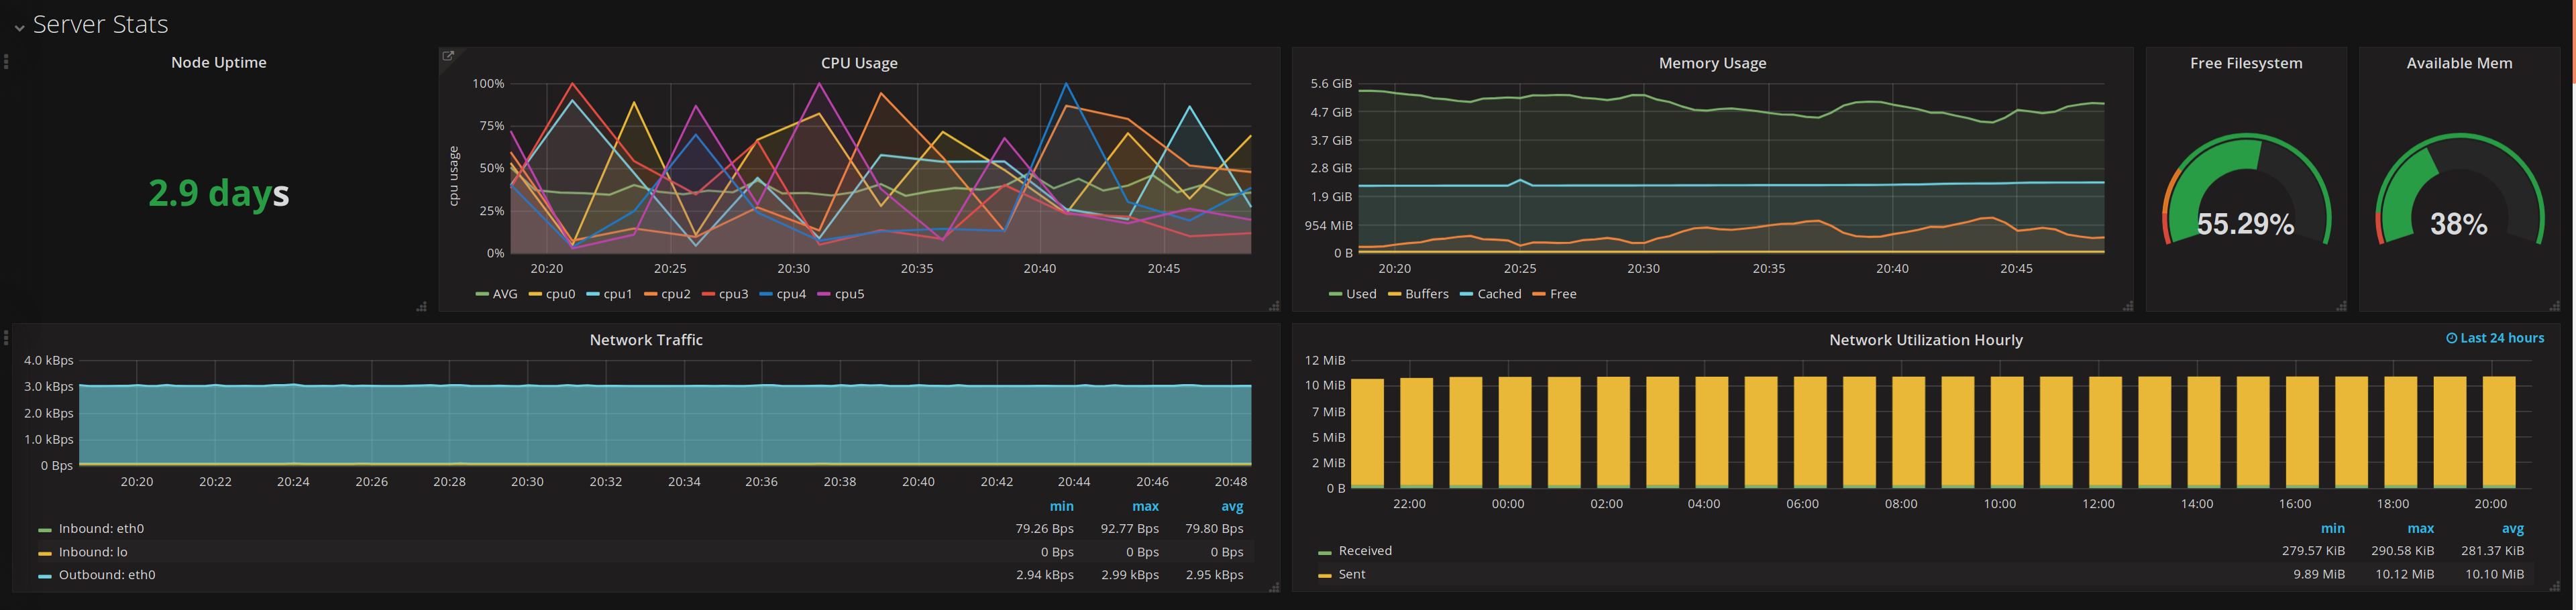 Server Stats
Node Uptime
2.9 days
CPU Usage
cpu usage
100%
75%
50%
25%
0%
20:20 20:25 20:30 20:35 20:40 20:45
AVG cpu0 cpu1 cpu2 cpu3 cpu4 cpu5
Memory Usage
5.6 GiB
4.7 GiB
3.7 GiB
2.8 GiB
1.9 GiB
954 MiB
0 B
20:20 20:25 20:30 20:35 20:40 20:45
Used Buffers Cached Free
Free Filesystem
55.29%
Available Mem
38%
Network Traffic
4.0 kBps
3.0 kBps
2.0 kBps
1.0 kBps
0 Bps
20:20 20:22 20:24 20:26 20:28 20:30 20:32 20:34 20:36 20:38 20:40 20:42 20:44 20:46 20:48
min max avg
Inbound: eth0 79.26 Bps 92.77 Bps 79.80 Bps
Inbound: lo 0 Bps 0 Bps 0 Bps
Outbound: eth0 2.94 kBps 2.99 kBps 2.95 kBps
Network Utilization Hourly
Last 24 hours
12 MiB
10 MiB
7 MiB
5 MiB
2 MiB
0 B
22:00 00:00 02:00 04:00 06:00 08:00 10:00 12:00 14:00 16:00 18:00 20:00
min max avg
Received 279.57 KiB 290.58 KiB 281.37 KiB
Sent 9.89 MiB 10.12 MiB 10.10 MiB